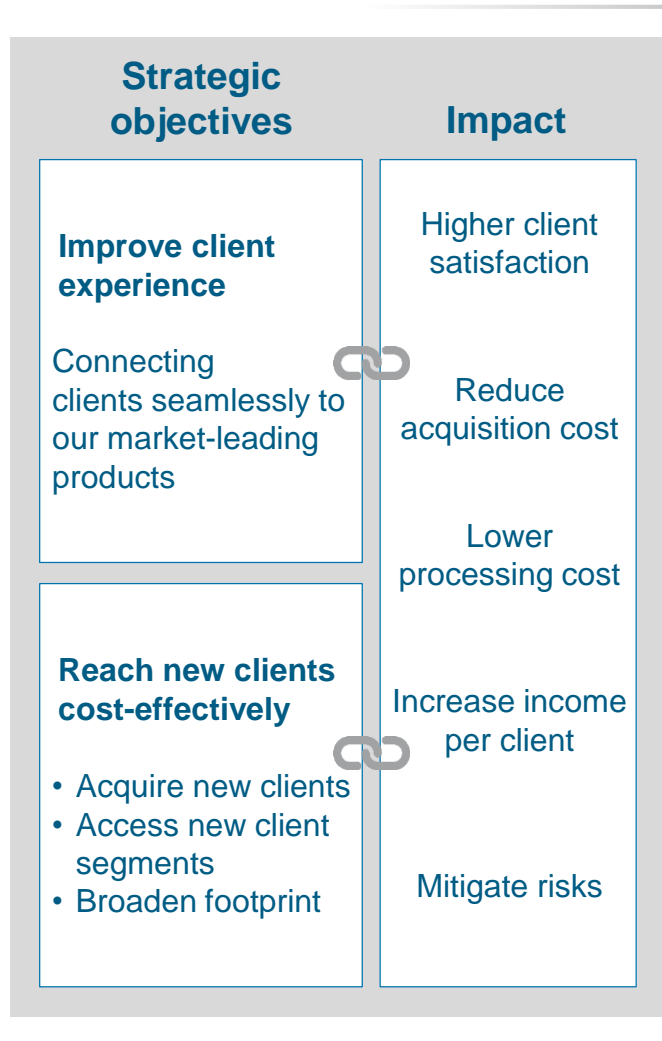 Strategic
objectives
Impact
Improve client
experience
Connecting
clients seamlessly to
our market-leading
products
Reach new clients
cost-effectively
• Acquire new clients
• Access new client
segments
• Broaden footprint
Higher client
satisfaction
Reduce
acquisition cost
Lower
processing cost
Increase income
per client
Mitigate risks